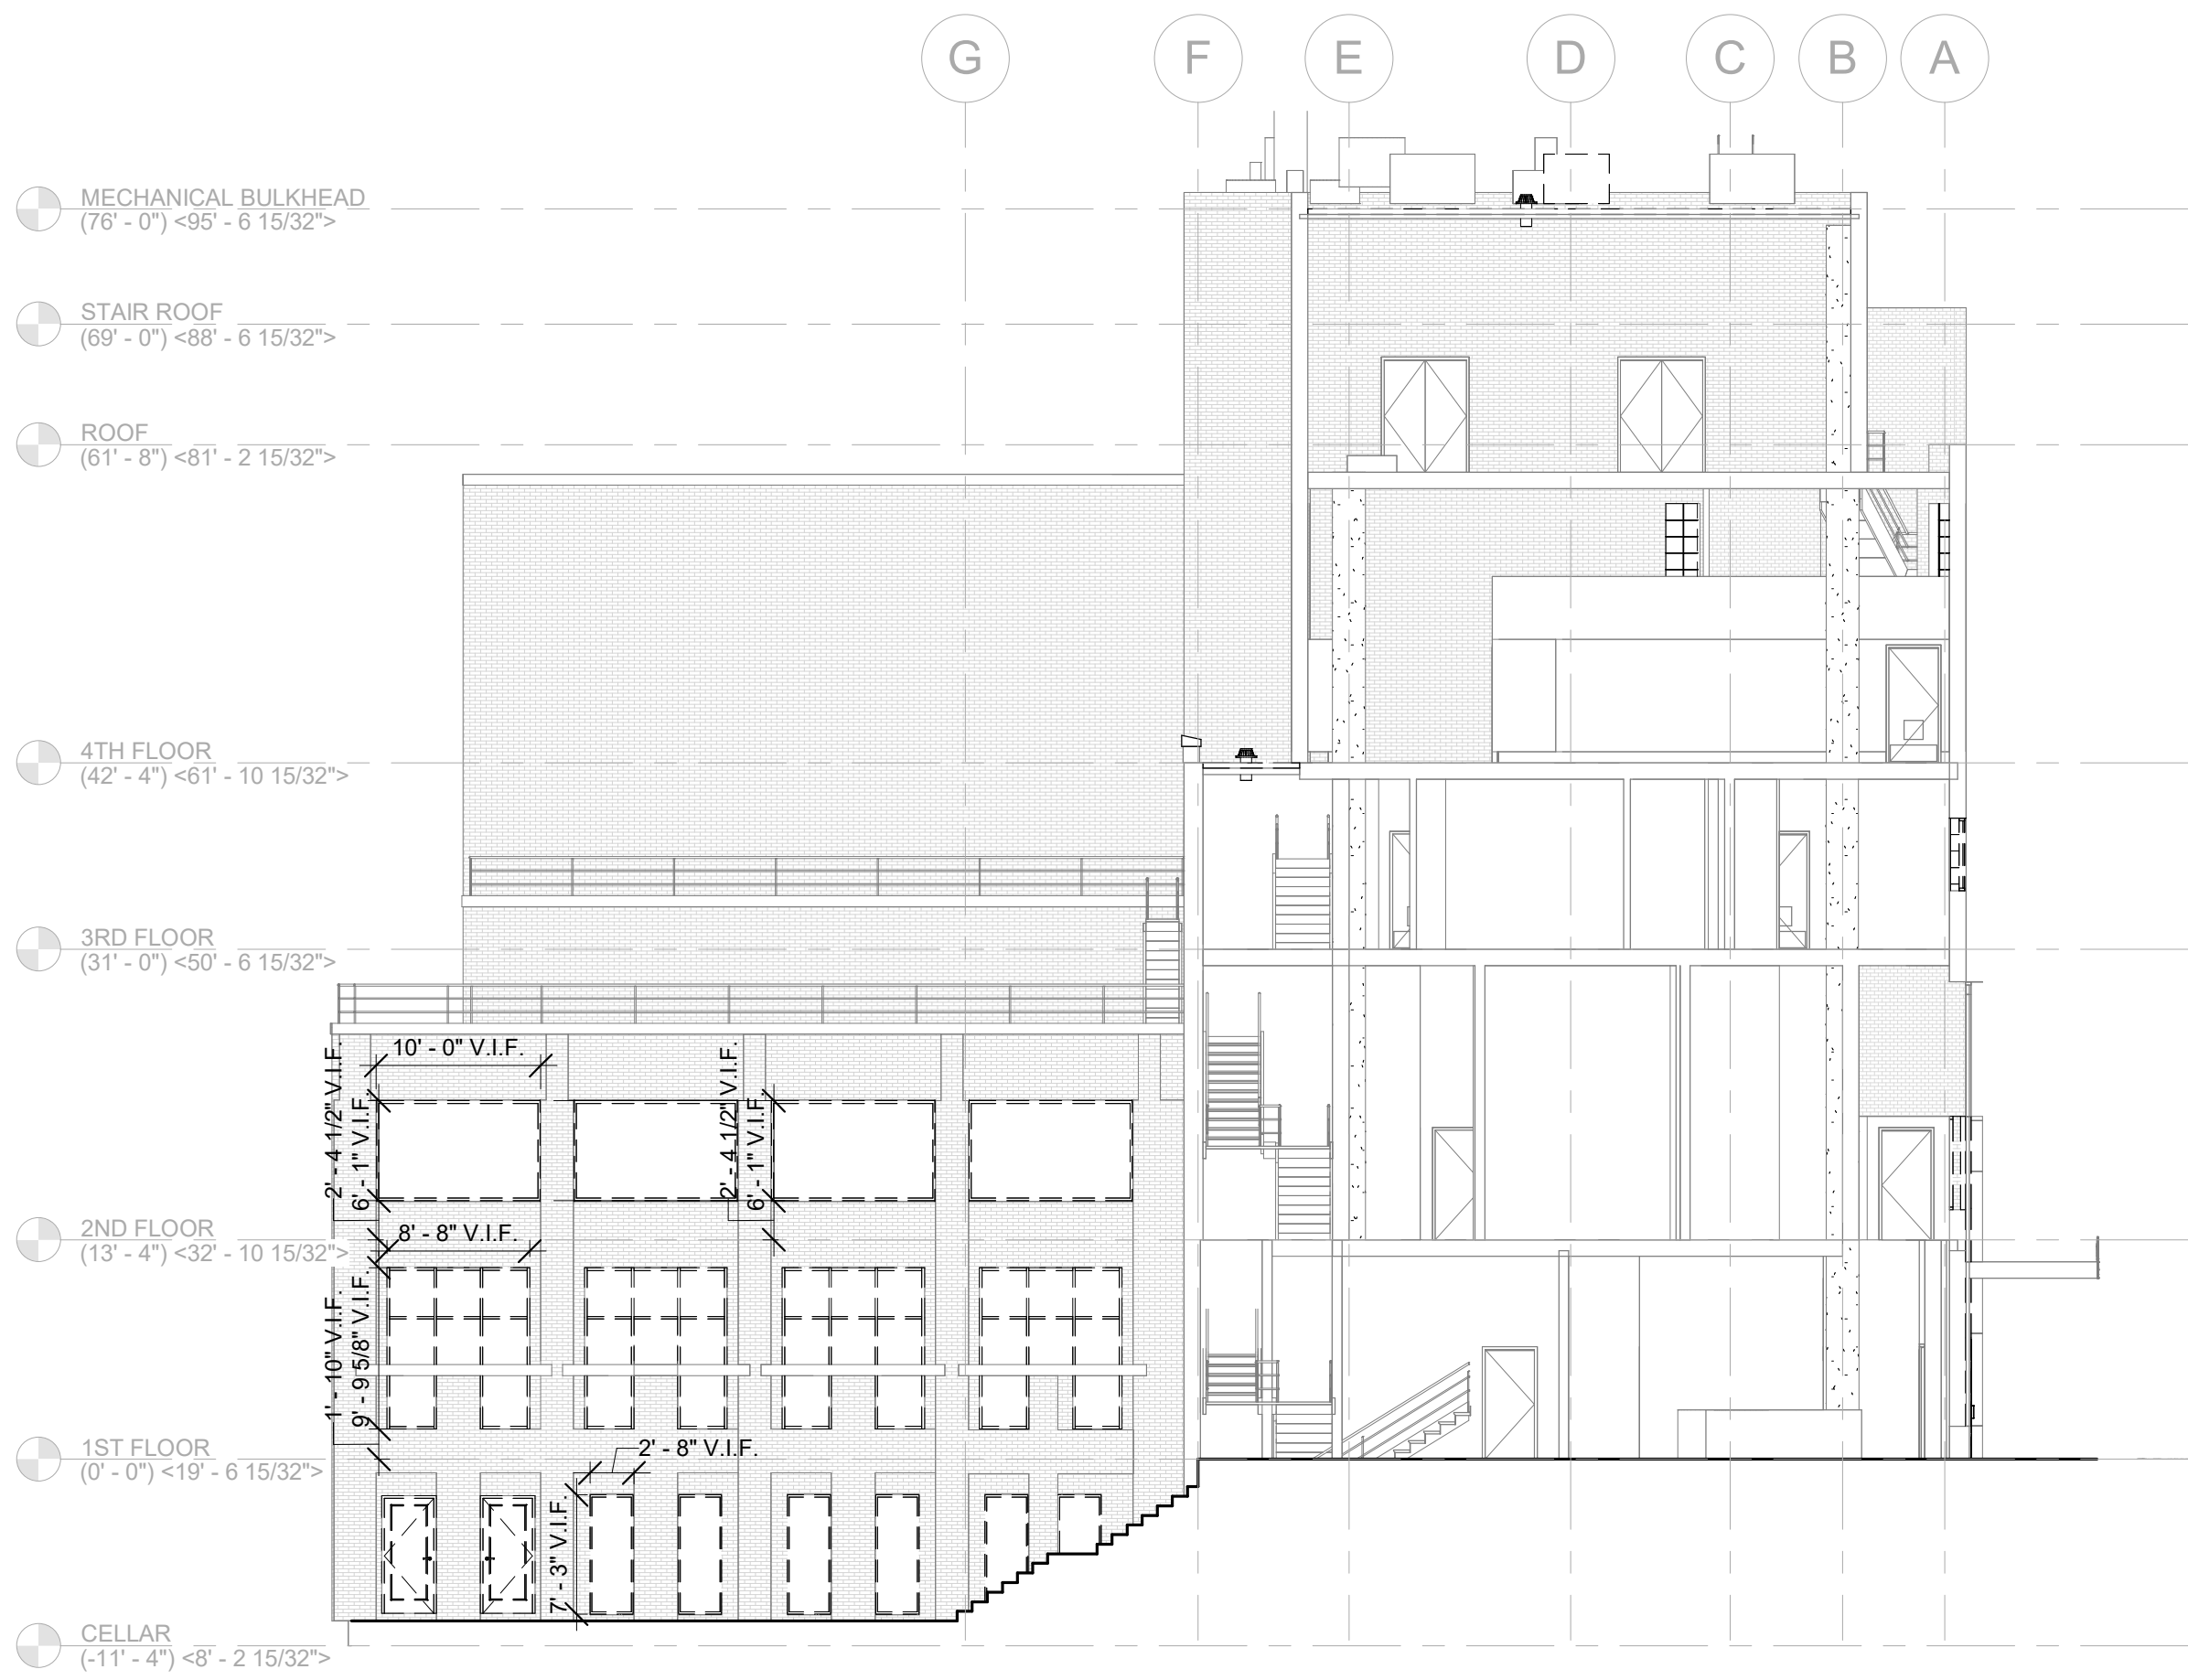 G F E D C B A
MECHANICAL BULKHEAD
(76' - 0") <95' - 6 15/32">
STAIR ROOF
(69' - 0") <88' - 6 15/32">
ROOF
(61' - 8") <81' - 2 15/32">
4TH FLOOR
(42' - 4") <61' - 10 15/32">
3RD FLOOR
(31' - 0") <50' - 6 15/32">
10' - 0" V.I.F.
2' - 4 1/2" V.I.F.
6' - 1" V.I.F.
2' - 4 1/2" V.I.F.
6' - 1" V.I.F.
2ND FLOOR
(13' - 4") <32' - 10 15/32">
8' - 8" V.I.F.
1' - 10" V.I.F.
9' - 9 5/8" V.I.F.
1ST FLOOR
(0' - 0") <19' - 6 15/32">
2' - 8" V.I.F.
7' - 3" V.I.F.
CELLAR
(-11' - 4") <8' - 2 15/32">